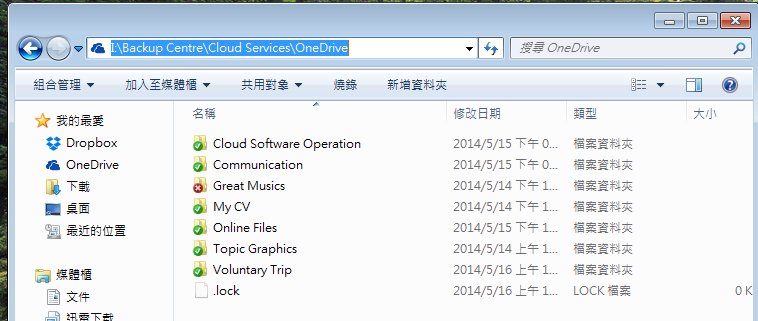 I:\Backup Centre\Cloud Services\OneDrive 搜尋 OneDrive
組合管理 加入至媒體櫃 共用對象 燒錄 新增資料夾
名稱 修改日期 類型 大小
我的最愛
Dropbox
OneDrive
下載
桌面
最近的位置
媒體櫃
文件
迅雷下載
Cloud Software Operation 2014/5/15 下午 0... 檔案資料夾
Communication 2014/5/15 下午 0... 檔案資料夾
Great Musics 2014/5/14 下午 1... 檔案資料夾
My CV 2014/5/14 下午 1... 檔案資料夾
Online Files 2014/5/15 下午 1... 檔案資料夾
Topic Graphics 2014/5/14 上午 1... 檔案資料夾
Voluntary Trip 2014/5/16 上午 1... 檔案資料夾
.lock 2014/5/16 上午 1... LOCK 檔案 0 K